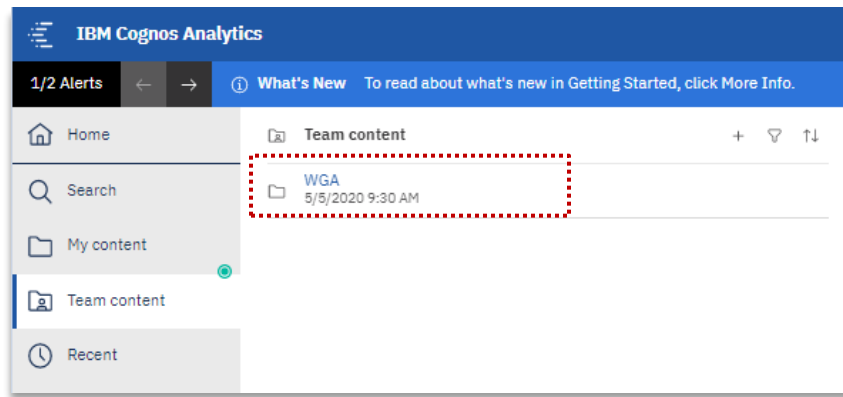 IBM Cognos Analytics
1/2 Alerts ← → What's New To read about what's new in Getting Started, click More Info.
Home
Team content
WGA
5/5/2020 9:30 AM
Search
My content
Team content
Recent